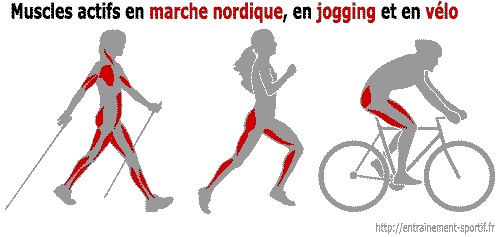 Muscles actifs en marche nordique, en jogging et en vélo
http://entrainement-sportif.fr